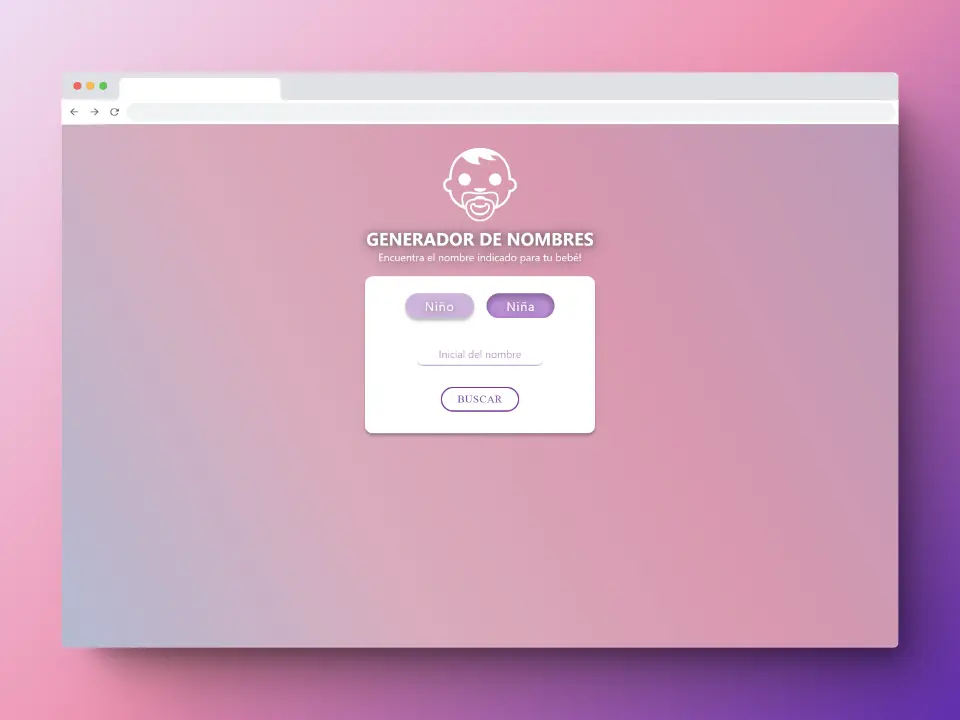 GENERADOR DE NOMBRES
Encuentra el nombre indicado para tu bebé!
Niño Niña
Inicial del nombre
BUSCAR